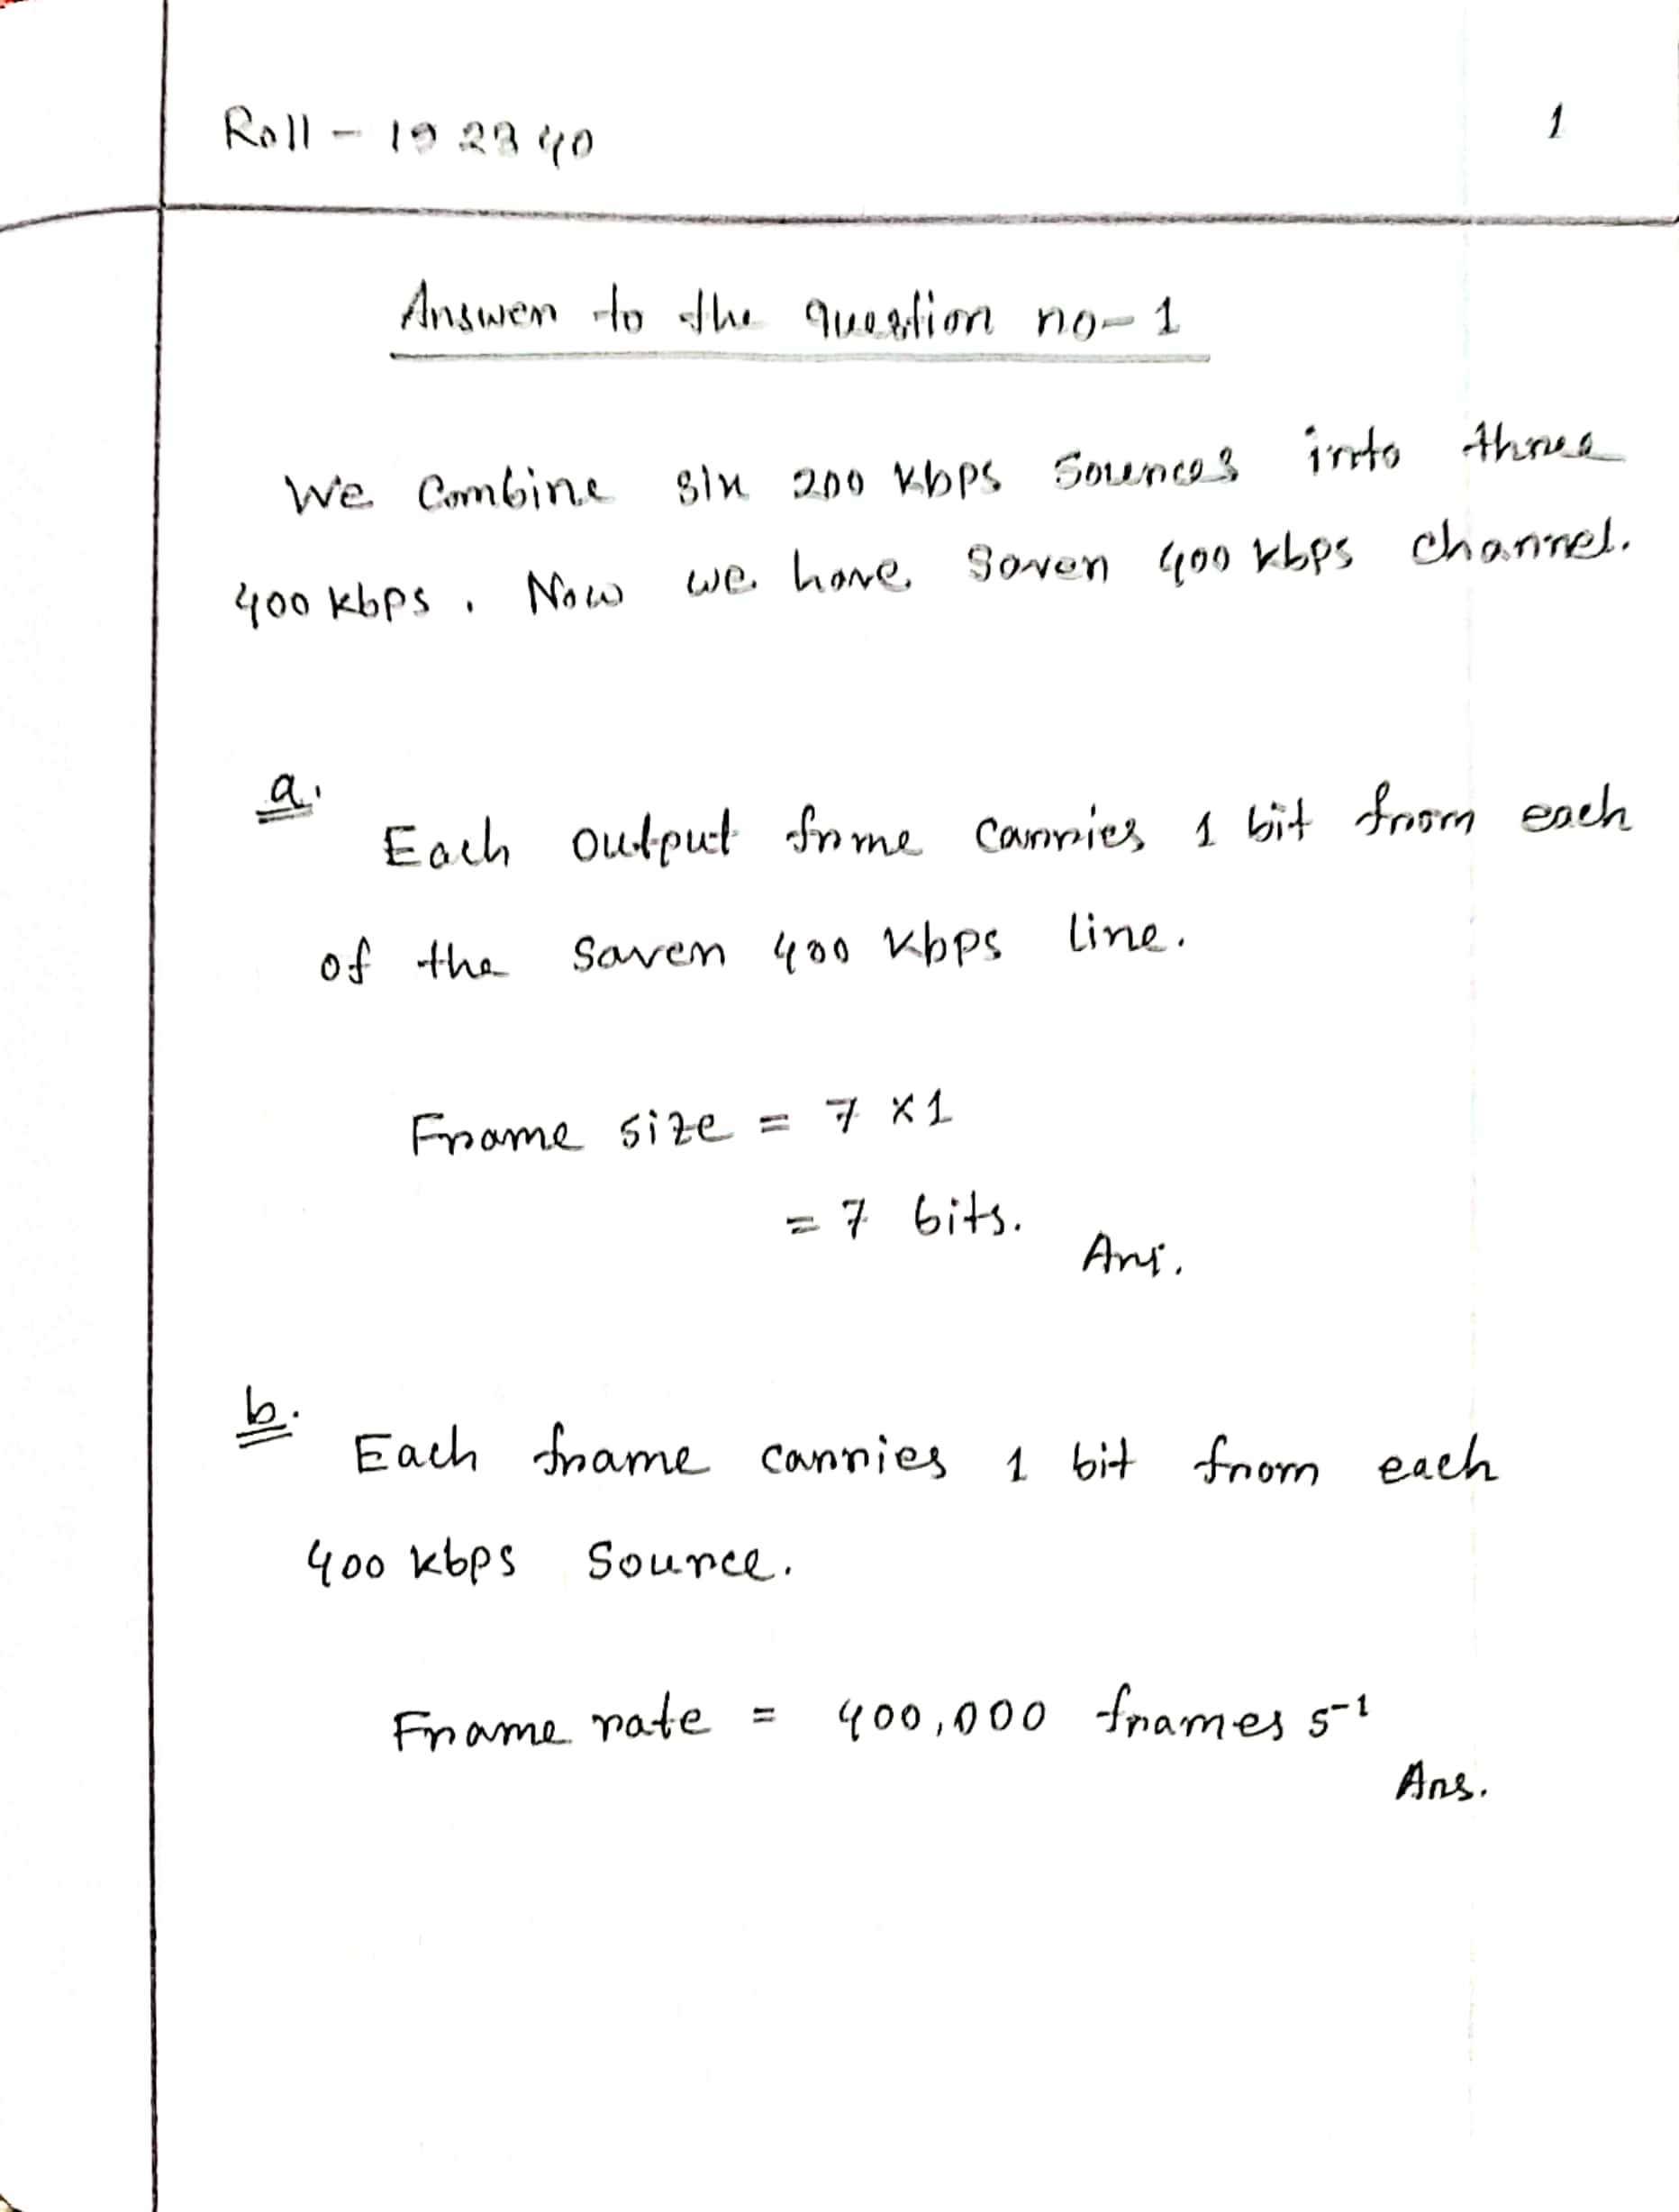 Roll - 192340
1
Answer to the question no-1
We Combine six 200 kbps sources into three
400 kbps. Now we have seven 400 kbps channel.
a.
Each output frame carries 1 bit from each
of the seven 400 kbps line.
Frame size = 7 × 1
= 7 bits.
Ans.
b.
Each frame carries 1 bit from each
400 kbps source.
Frame rate = 400,000 frames s⁻¹
Ans.